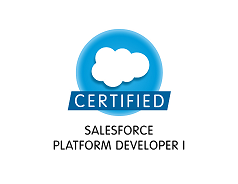 CERTIFIED
SALESFORCE
PLATFORM DEVELOPER I